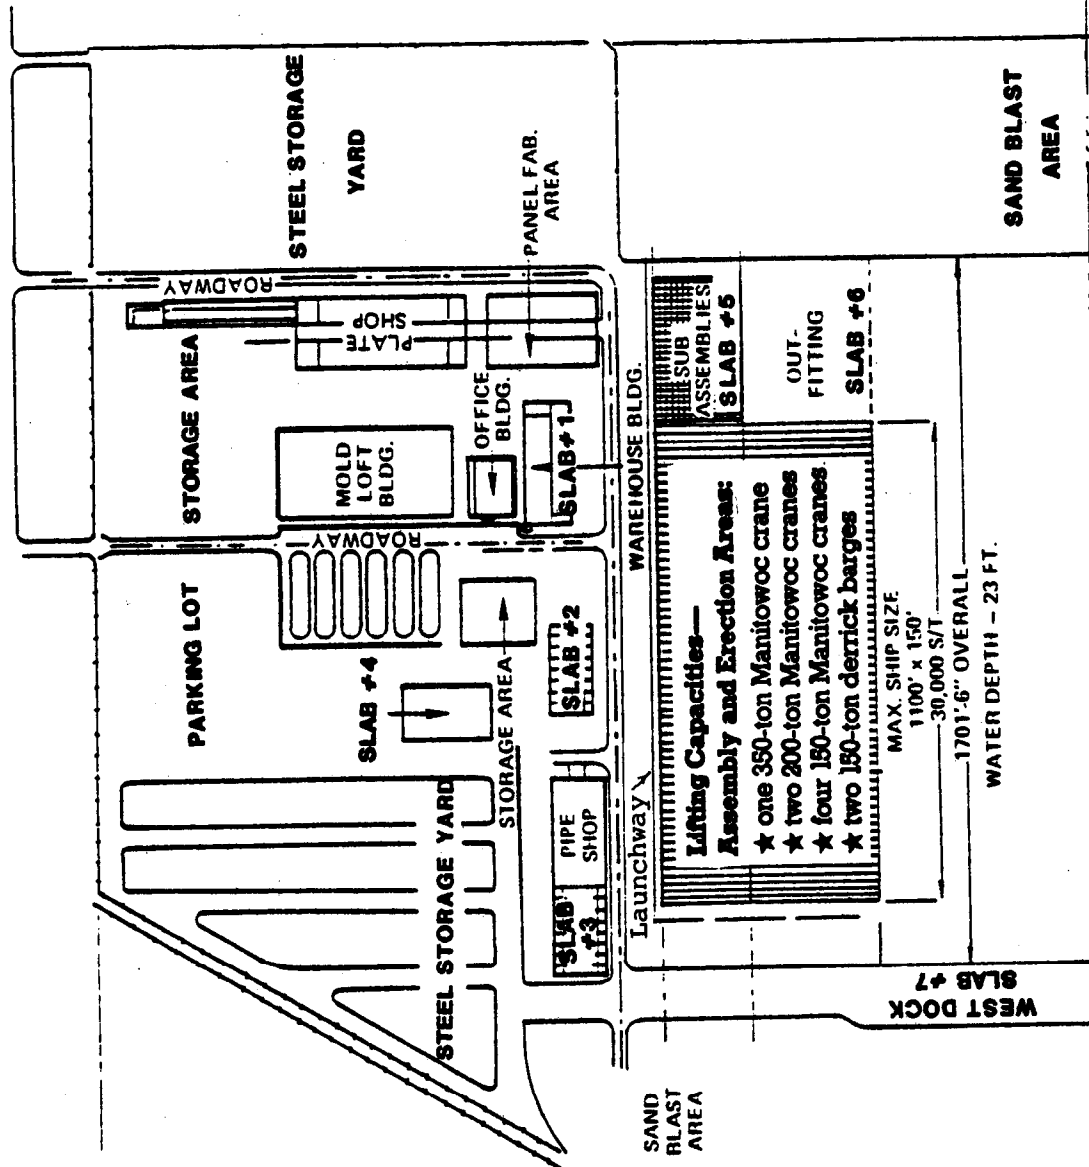 STEEL STORAGE
YARD
PANEL FAB.
AREA
SAND BLAST
AREA
ROADWAY
STORAGE AREA
PLATE
SHOP
MOLD
LOFT
BLDG.
OFFICE
BLDG.
SLAB #1
WAREHOUSE BLDG.
SUB
ASSEMBLIES
SLAB #5
OUT-
FITTING
SLAB #6
ROADWAY
PARKING LOT
SLAB #4
STORAGE AREA
SLAB #2
STEEL STORAGE YARD
PIPE
SHOP
SLAB
#3
Launchway
Lifting Capacities—
Assembly and Erection Areas:
★ one 350-ton Manitowoc crane
★ two 200-ton Manitowoc cranes
★ four 150-ton Manitowoc cranes
★ two 150-ton derrick barges
MAX. SHIP SIZE
1100' x 150'
30,000 S/T
1701'-6" OVERALL
WATER DEPTH – 23 FT.
WEST DOCK
SLAB #7
SAND
BLAST
AREA